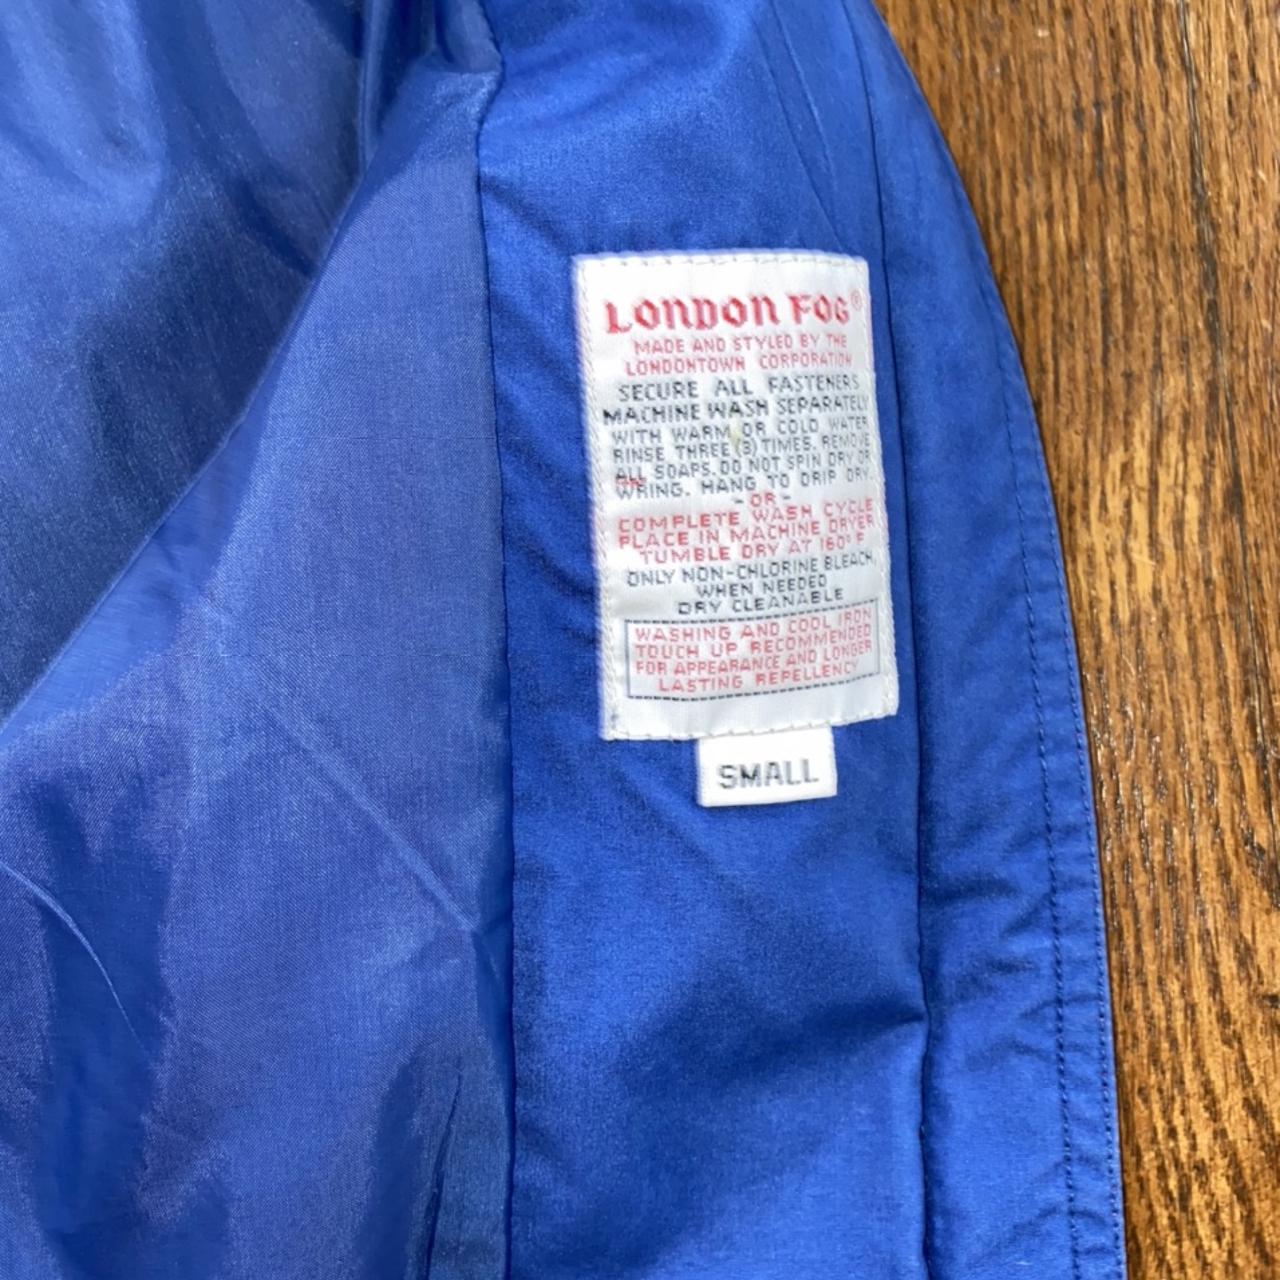 LONDON FOG®
MADE AND STYLED BY THE
LONDONTOWN CORPORATION
SECURE ALL FASTENERS
MACHINE WASH SEPARATELY
WITH WARM OR COLD WATER
RINSE THREE (3) TIMES. REMOVE
ALL SOAPS. DO NOT SPIN DRY OR
WRING. HANG TO DRIP DRY.
- OR -
COMPLETE WASH CYCLE
PLACE IN MACHINE DRYER
TUMBLE DRY AT 160° F.
ONLY NON-CHLORINE BLEACH,
WHEN NEEDED
DRY CLEANABLE
WASHING AND COOL IRON
TOUCH UP RECOMMENDED
FOR APPEARANCE AND LONGER
LASTING REPELLENCY
SMALL